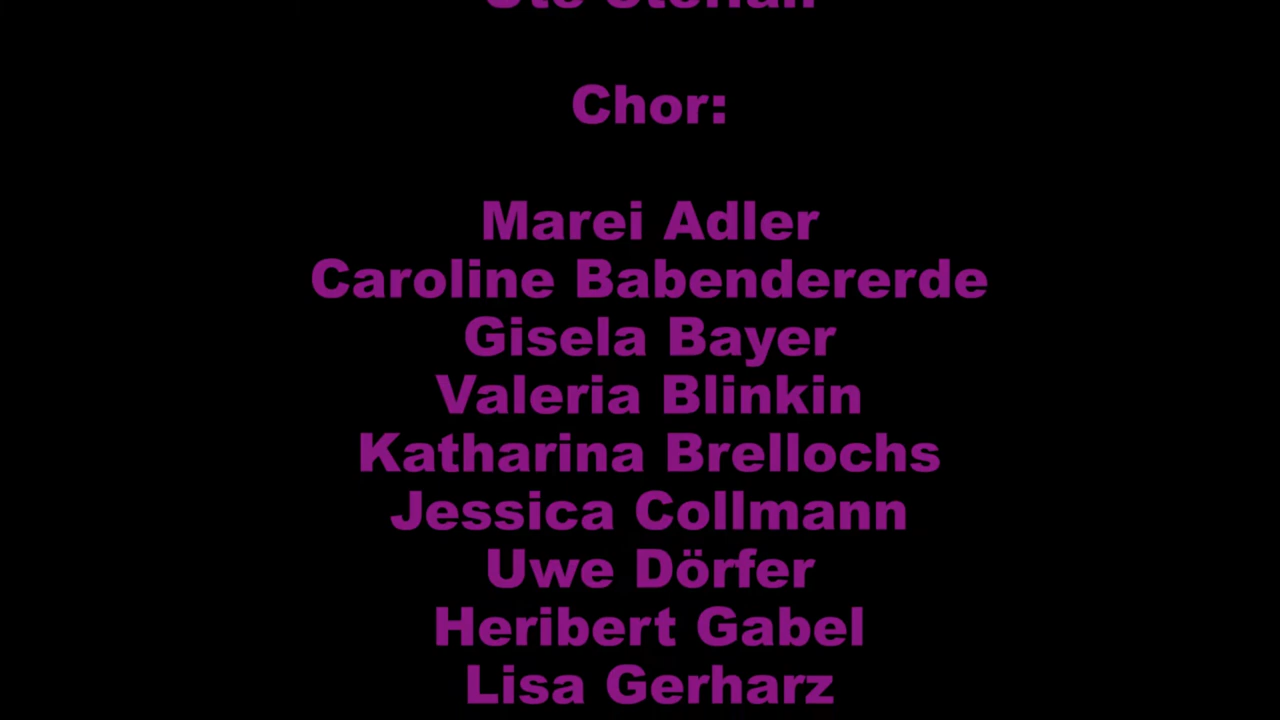 Chor:
Marei Adler
Caroline Babendererde
Gisela Bayer
Valeria Blinkin
Katharina Brellochs
Jessica Collmann
Uwe Dörfer
Heribert Gabel
Lisa Gerharz